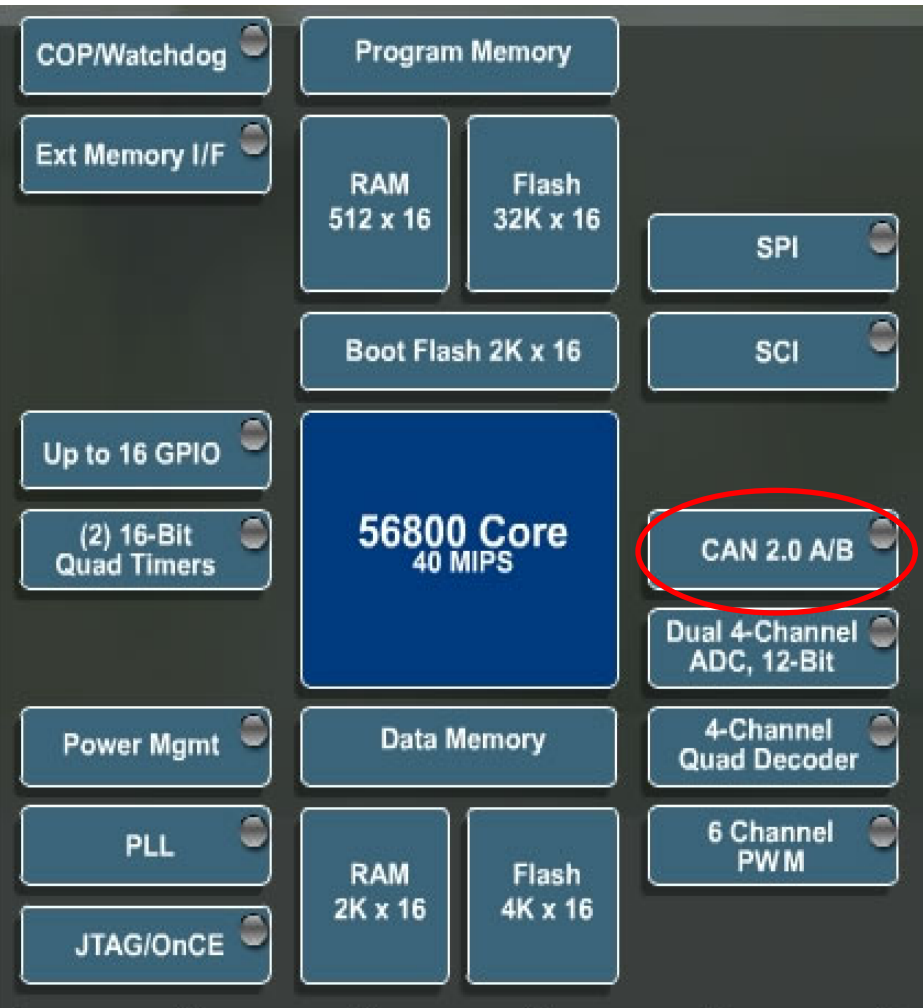 COP/Watchdog
Program Memory
Ext Memory I/F
RAM
512 x 16
Flash
32K x 16
SPI
Boot Flash 2K x 16
SCI
Up to 16 GPIO
(2) 16-Bit
Quad Timers
56800 Core
40 MIPS
CAN 2.0 A/B
Dual 4-Channel
ADC, 12-Bit
Power Mgmt
Data Memory
4-Channel
Quad Decoder
PLL
RAM
2K x 16
Flash
4K x 16
6 Channel
PWM
JTAG/OnCE